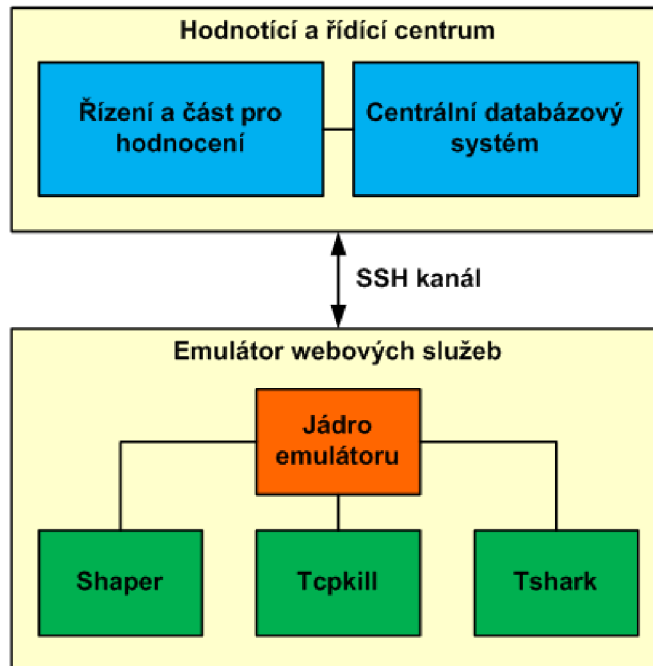 Hodnotící a řídící centrum
Řízení a část pro
hodnocení
Centrální databázový
systém
SSH kanál
Emulátor webových služeb
Jádro
emulátoru
Shaper
Tcpkill
Tshark